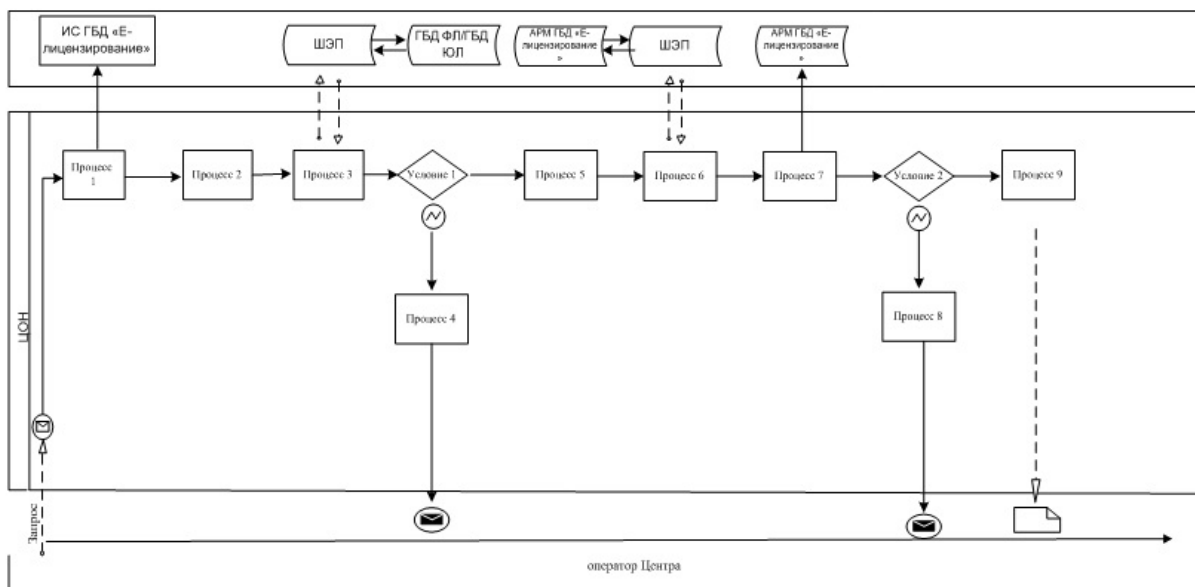 ИС ГБД «Е-
лицензирование»
ШЭП
ГБД ФЛ/ГБД
ЮЛ
АРМ ГБД «Е-
лицензирование
»
ШЭП
АРМ ГБД «Е-
лицензирование
»
ЦОН
Процесс
1
Процесс 2
Процесс 3
Условие 1
Процесс 5
Процесс 6
Процесс 7
Условие 2
Процесс 9
Процесс 4
Процесс 8
Запрос
оператор Центра